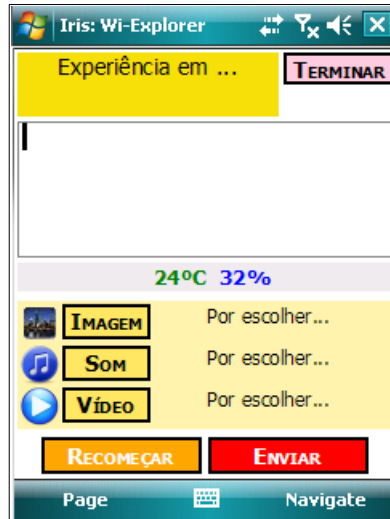 Iris: Wi-Explorer
Experiência em ...
TERMINAR
24ºC 32%
IMAGEM Por escolher...
SOM Por escolher...
VÍDEO Por escolher...
RECOMEÇAR ENVIAR
Page Navigate